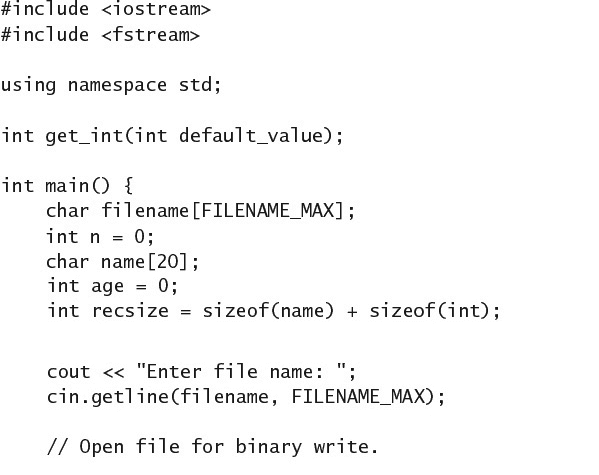 #include <iostream>
#include <fstream>
using namespace std;
int get_int(int default_value);
int main() {
char filename[FILENAME_MAX];
int n = 0;
char name[20];
int age = 0;
int recsize = sizeof(name) + sizeof(int);
cout << "Enter file name: ";
cin.getline(filename, FILENAME_MAX);
// Open file for binary write.